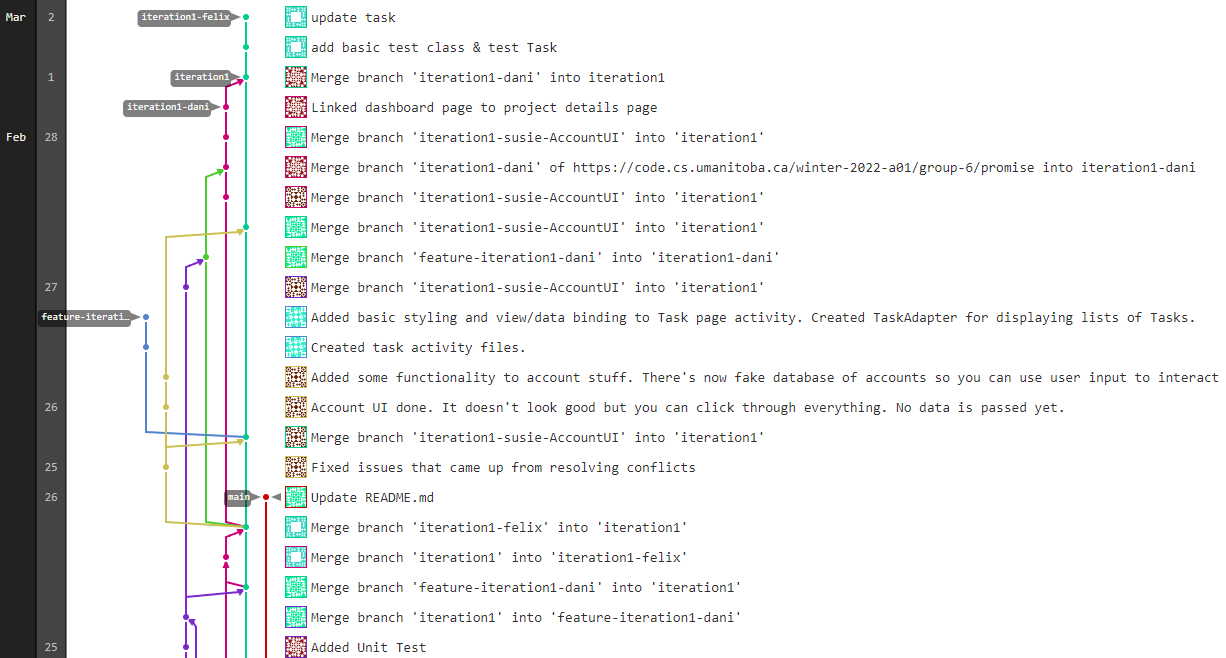 Mar 2 iteration1-felix update task
add basic test class & test Task
1 iteration1 Merge branch 'iteration1-dani' into iteration1
iteration1-dani Linked dashboard page to project details page
Feb 28 Merge branch 'iteration1-susie-AccountUI' into 'iteration1'
Merge branch 'iteration1-dani' of https://code.cs.umanitoba.ca/winter-2022-a01/group-6/promise into iteration1-dani
Merge branch 'iteration1-susie-AccountUI' into 'iteration1'
Merge branch 'iteration1-susie-AccountUI' into 'iteration1'
Merge branch 'feature-iteration1-dani' into 'iteration1-dani'
27 Merge branch 'iteration1-susie-AccountUI' into 'iteration1'
feature-iterati… Added basic styling and view/data binding to Task page activity. Created TaskAdapter for displaying lists of Tasks.
Created task activity files.
Added some functionality to account stuff. There's now fake database of accounts so you can use user input to interact
26 Account UI done. It doesn't look good but you can click through everything. No data is passed yet.
Merge branch 'iteration1-susie-AccountUI' into 'iteration1'
25 Fixed issues that came up from resolving conflicts
26 main Update README.md
Merge branch 'iteration1-felix' into 'iteration1'
Merge branch 'iteration1' into 'iteration1-felix'
Merge branch 'feature-iteration1-dani' into 'iteration1'
Merge branch 'iteration1' into 'feature-iteration1-dani'
25 Added Unit Test